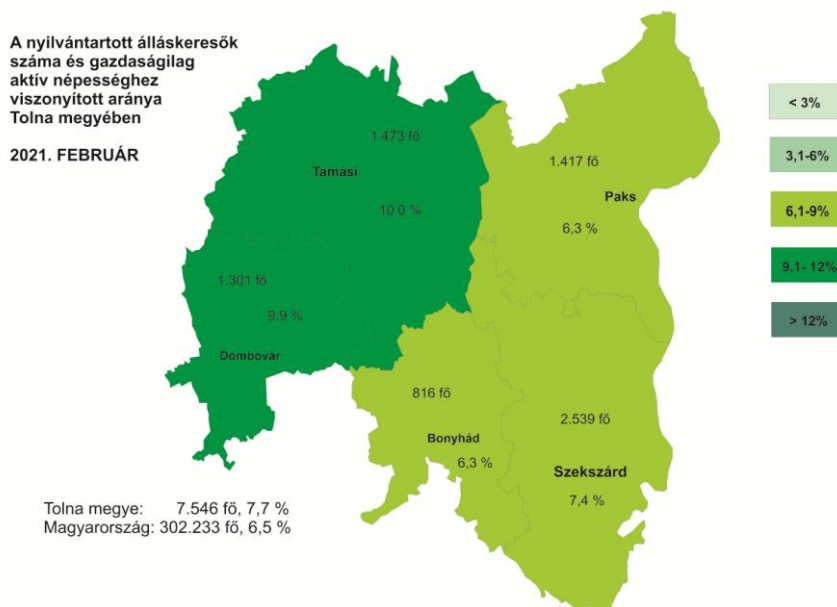 A nyilvántartott álláskeresők
száma és gazdaságilag
aktív népességhez
viszonyított aránya
Tolna megyében
2021. FEBRUÁR
1.473 fő
Tamási
10.0 %
1.417 fő
Paks
6,3 %
1.301 fő
9.9 %
Dombóvár
816 fő
Bonyhád
6,3 %
2.539 fő
Szekszárd
7,4 %
< 3%
3,1-6%
6,1-9%
9,1- 12%
> 12%
Tolna megye: 7.546 fő, 7,7 %
Magyarország: 302.233 fő, 6,5 %